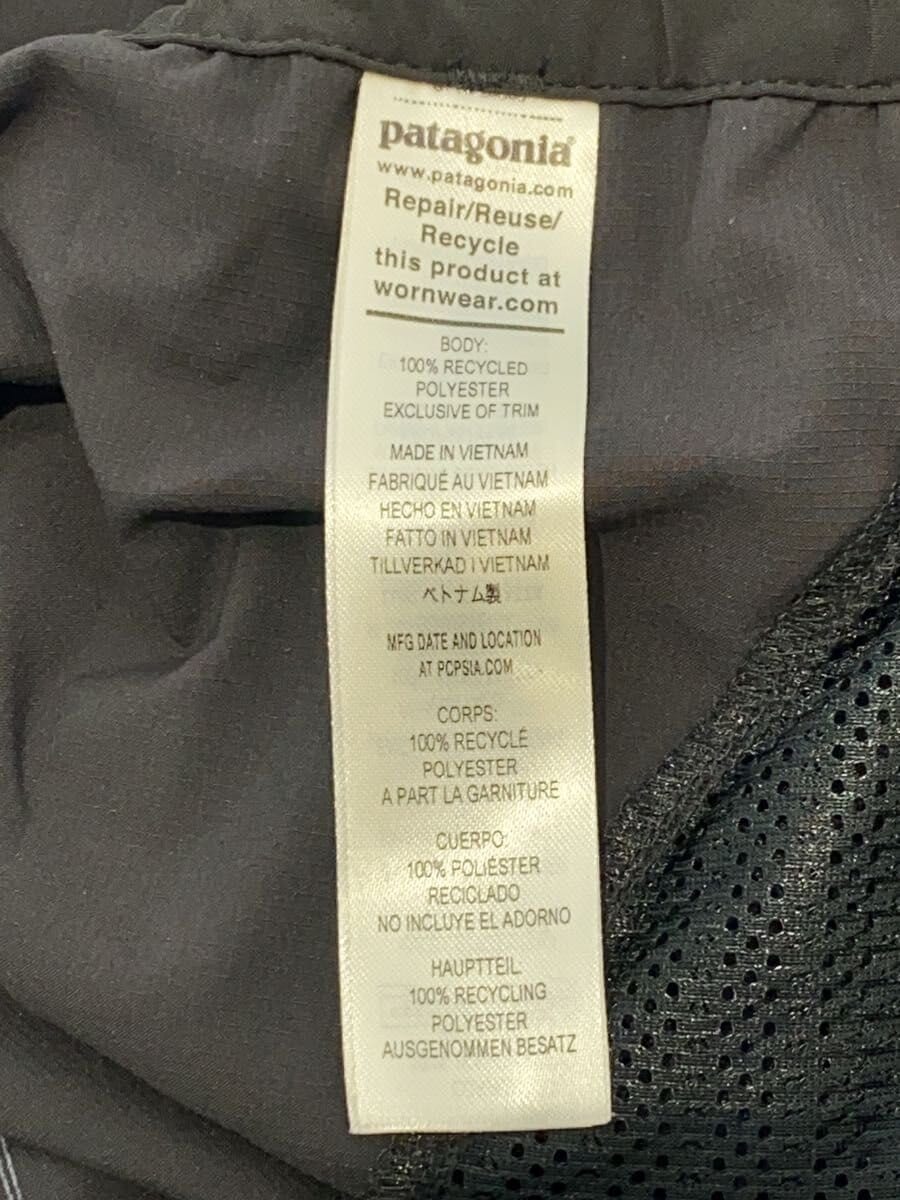 patagonia®
www.patagonia.com
Repair/Reuse/
Recycle
this product at
wornwear.com
BODY:
100% RECYCLED
POLYESTER
EXCLUSIVE OF TRIM
MADE IN VIETNAM
FABRIQUÉ AU VIETNAM
HECHO EN VIETNAM
FATTO IN VIETNAM
TILLVERKAD I VIETNAM
ベトナム製
MFG DATE AND LOCATION
AT PCPSIA.COM
CORPS:
100% RECYCLÉ
POLYESTER
A PART LA GARNITURE
CUERPO:
100% POLIÉSTER
RECICLADO
NO INCLUYE EL ADORNO
HAUPTTEIL:
100% RECYCLING
POLYESTER
AUSGENOMMEN BESATZ